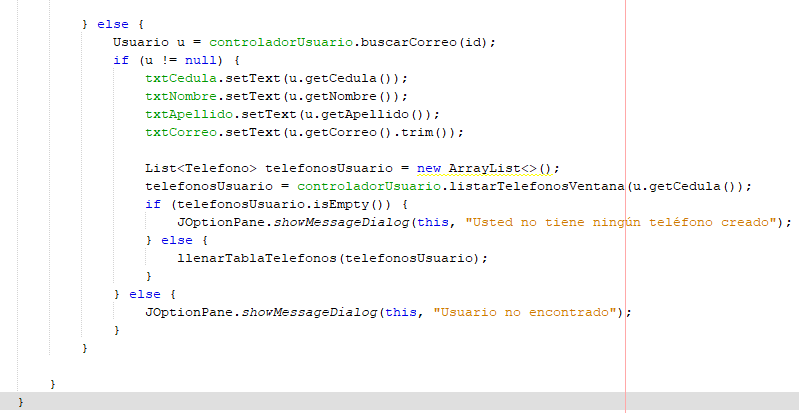 } else {
Usuario u = controladorUsuario.buscarCorreo(id);
if (u != null) {
txtCedula.setText(u.getCedula());
txtNombre.setText(u.getNombre());
txtApellido.setText(u.getApellido());
txtCorreo.setText(u.getCorreo().trim());
List<Telefono> telefonosUsuario = new ArrayList<>();
telefonosUsuario = controladorUsuario.listarTelefonosVentana(u.getCedula());
if (telefonosUsuario.isEmpty()) {
JOptionPane.showMessageDialog(this, "Usted no tiene ningún teléfono creado");
} else {
llenarTablaTelefonos(telefonosUsuario);
}
} else {
JOptionPane.showMessageDialog(this, "Usuario no encontrado");
}
}
}
}